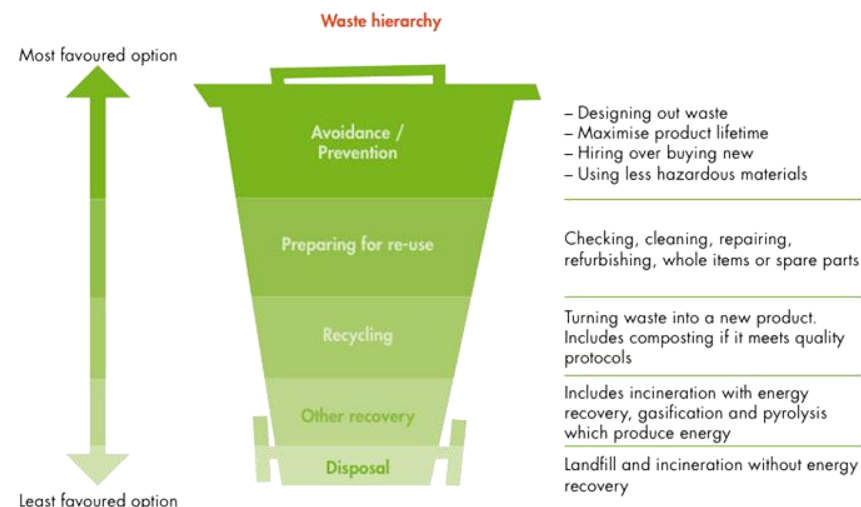 Waste hierarchy
Most favoured option
Avoidance /
Prevention
– Designing out waste
– Maximise product lifetime
– Hiring over buying new
– Using less hazardous materials
Preparing for re-use
Checking, cleaning, repairing,
refurbishing, whole items or spare parts
Recycling
Turning waste into a new product.
Includes composting if it meets quality
protocols
Other recovery
Includes incineration with energy
recovery, gasification and pyrolysis
which produce energy
Disposal
Landfill and incineration without energy
recovery
Least favoured option